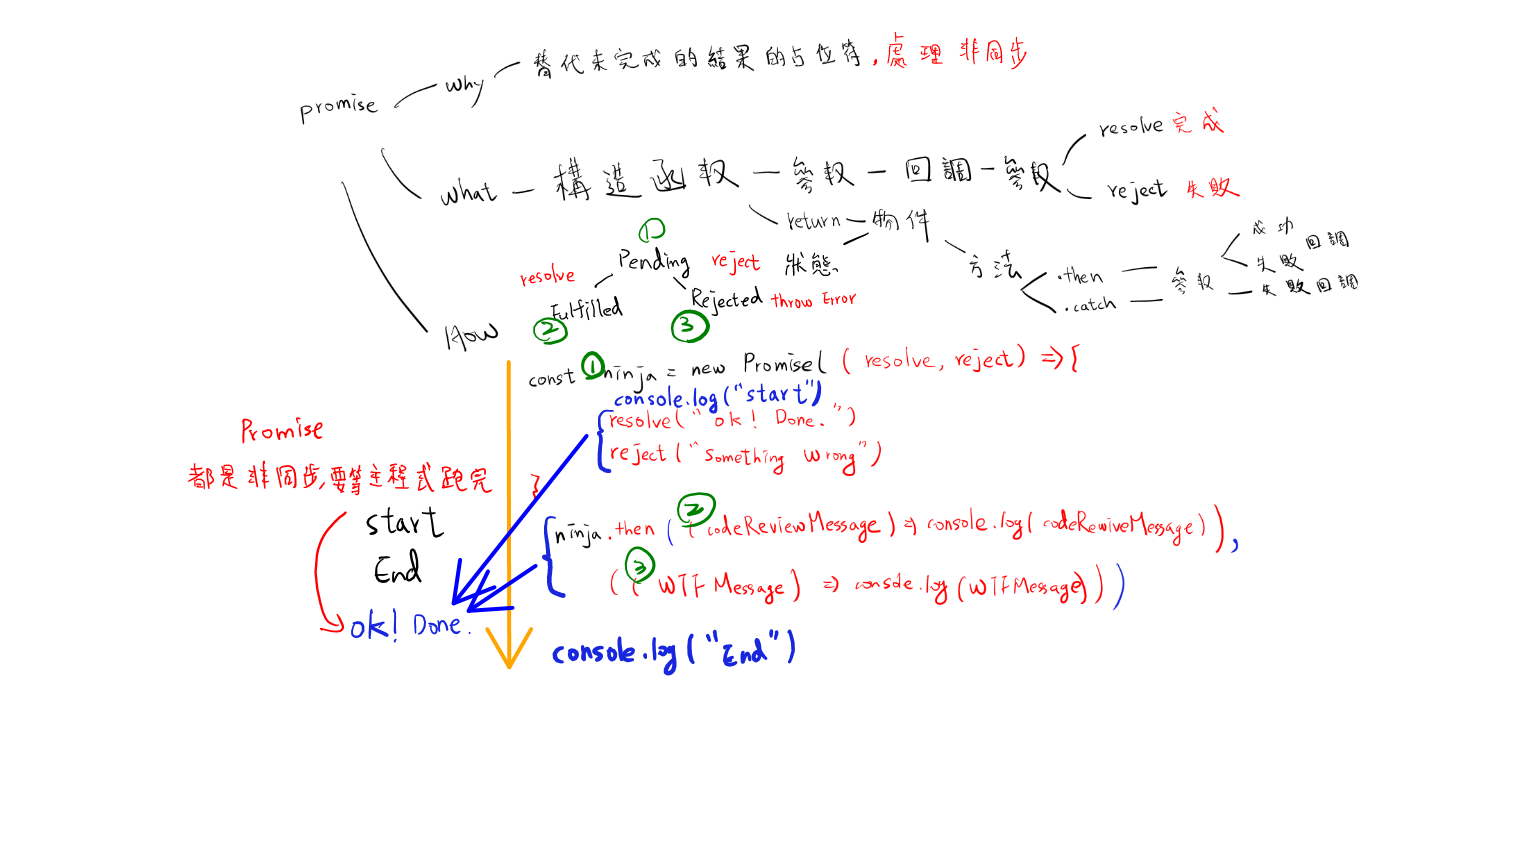 promise why 替代未完成的結果的占位符,處理 非同步
resolve 完成
what 構造函数 參数 回調 參数
reject 失敗
return 物件
①
resolve Pending reject 狀態
方法 .then 參数 成功 回調
失敗
.catch 失敗回調
Fulfilled Rejected throw Error
② ③
How
const ①ninja = new Promise( ( resolve, reject) => {
console.log("start")
resolve("ok! Done.")
reject("Something Wrong")
}
Promise
都是非同步,要等主程式跑完
start
End
ok! Done.
ninja.then ( ②( codeReviewMessage) => console.log( codeRewiveMessage) ),
( ③( WTF Message) => console.log (WTFMessage) ) )
console.log("End")